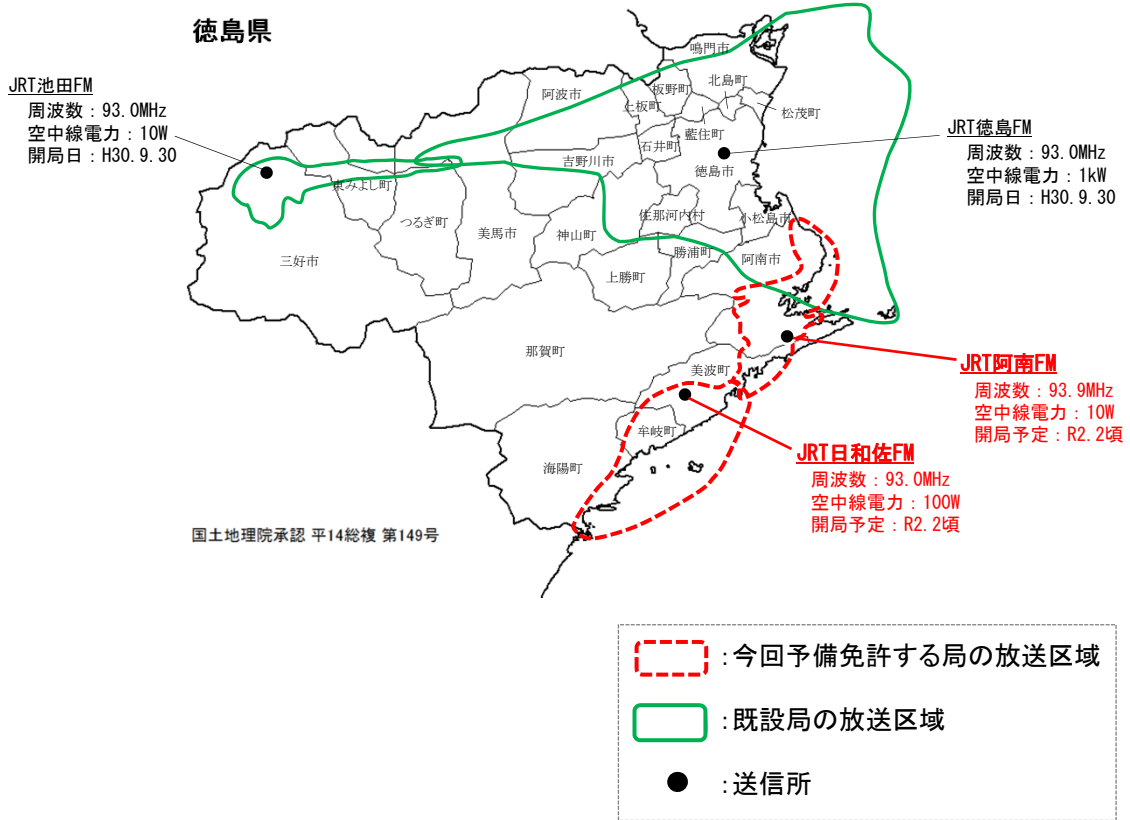 徳島県
JRT池田FM
周波数：93.0MHz
空中線電力：10W
開局日：H30.9.30
鳴門市
北島町
板野町
松茂町
阿波市
上板町
藍住町
石井町
JRT徳島FM
周波数：93.0MHz
空中線電力：1kW
開局日：H30.9.30
吉野川市
徳島市
東みよし町
つるぎ町
美馬市
神山町
佐那河内村
小松島市
三好市
上勝町
勝浦町
阿南市
那賀町
美波町
JRT阿南FM
周波数：93.9MHz
空中線電力：10W
開局予定：R2.2頃
牟岐町
海陽町
JRT日和佐FM
周波数：93.0MHz
空中線電力：100W
開局予定：R2.2頃
国土地理院承認 平14総複 第149号
：今回予備免許する局の放送区域
：既設局の放送区域
：送信所